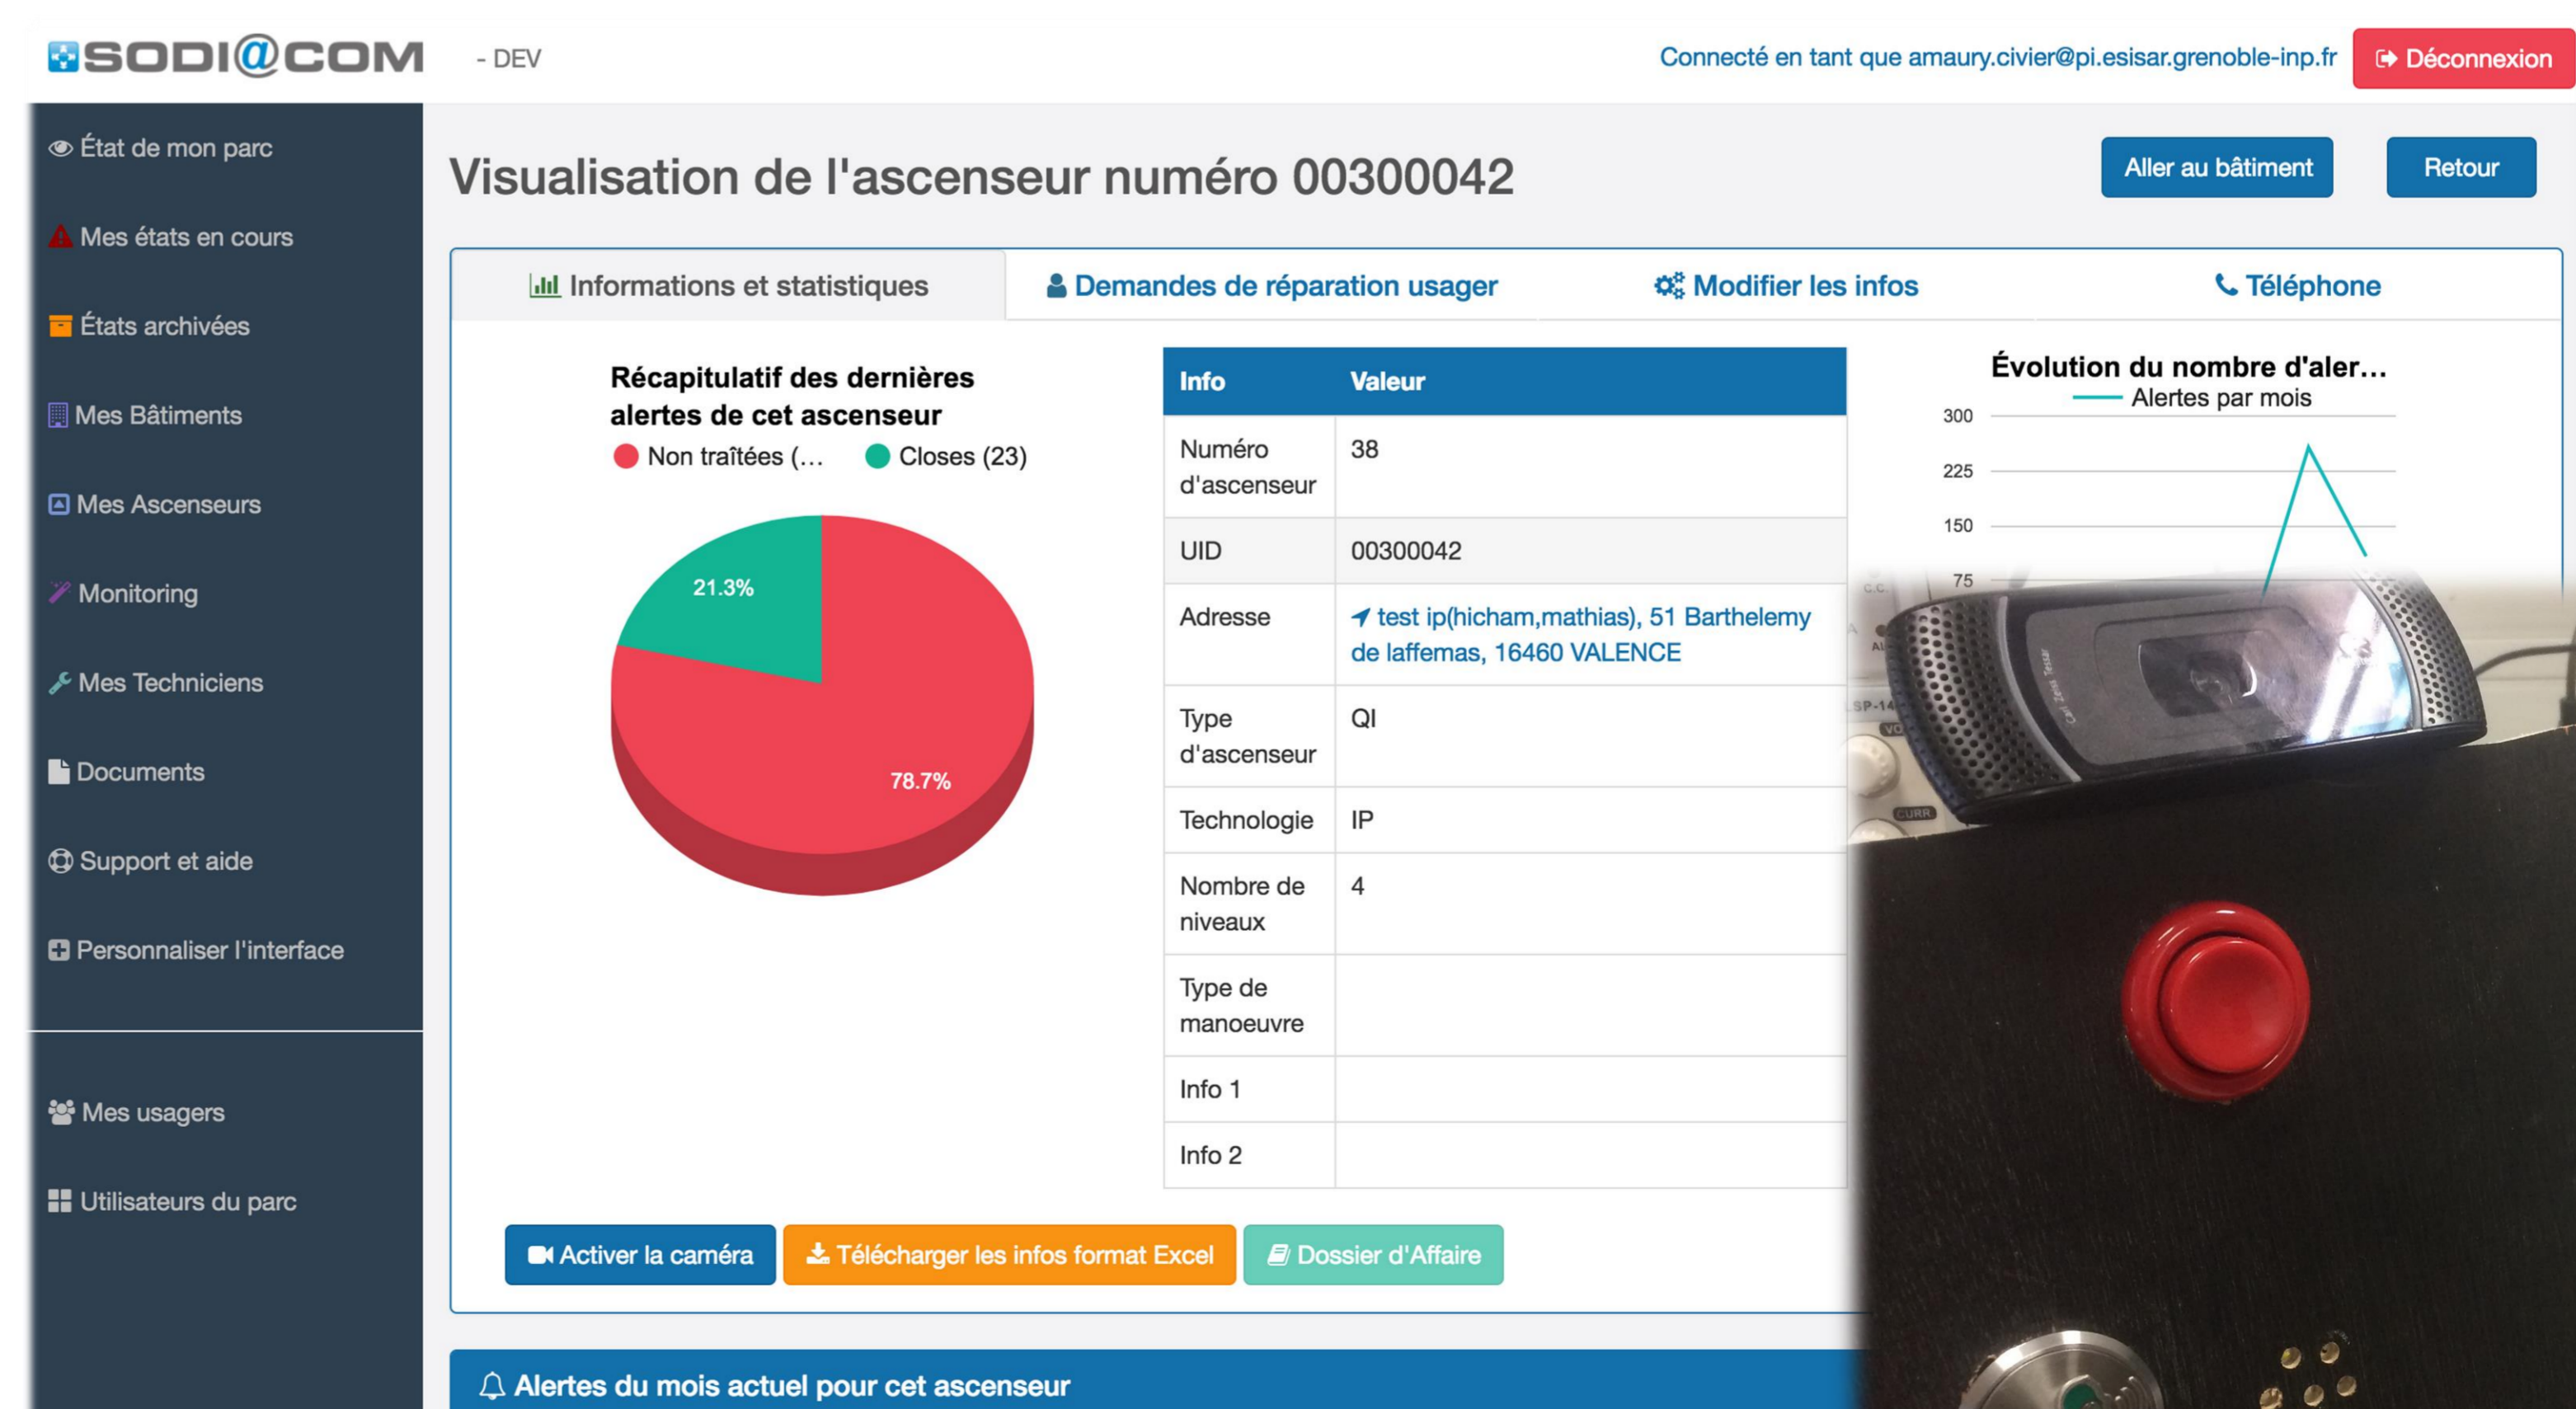 SODI@COM - DEV
Connecté en tant que amaury.civier@pi.esisar.grenoble-inp.fr
Déconnexion
État de mon parc
Mes états en cours
États archivées
Mes Bâtiments
Mes Ascenseurs
Monitoring
Mes Techniciens
Documents
Support et aide
Personnaliser l'interface
Mes usagers
Utilisateurs du parc
Visualisation de l'ascenseur numéro 00300042
Aller au bâtiment
Retour
Informations et statistiques
Demandes de réparation usager
Modifier les infos
Téléphone
Récapitulatif des dernières
alertes de cet ascenseur
Non traîtées (...
Closes (23)
21.3%
78.7%
Info Valeur
Numéro
d'ascenseur
38
UID 00300042
Adresse
test ip(hicham,mathias), 51 Barthelemy
de laffemas, 16460 VALENCE
Type
d'ascenseur
QI
Technologie IP
Nombre de
niveaux
4
Type de
manoeuvre
Info 1
Info 2
Évolution du nombre d'aler...
Alertes par mois
300
225
150
75
C.C.
Carl Zeiss Tessar
CURR
Activer la caméra
Télécharger les infos format Excel
Dossier d'Affaire
Alertes du mois actuel pour cet ascenseur